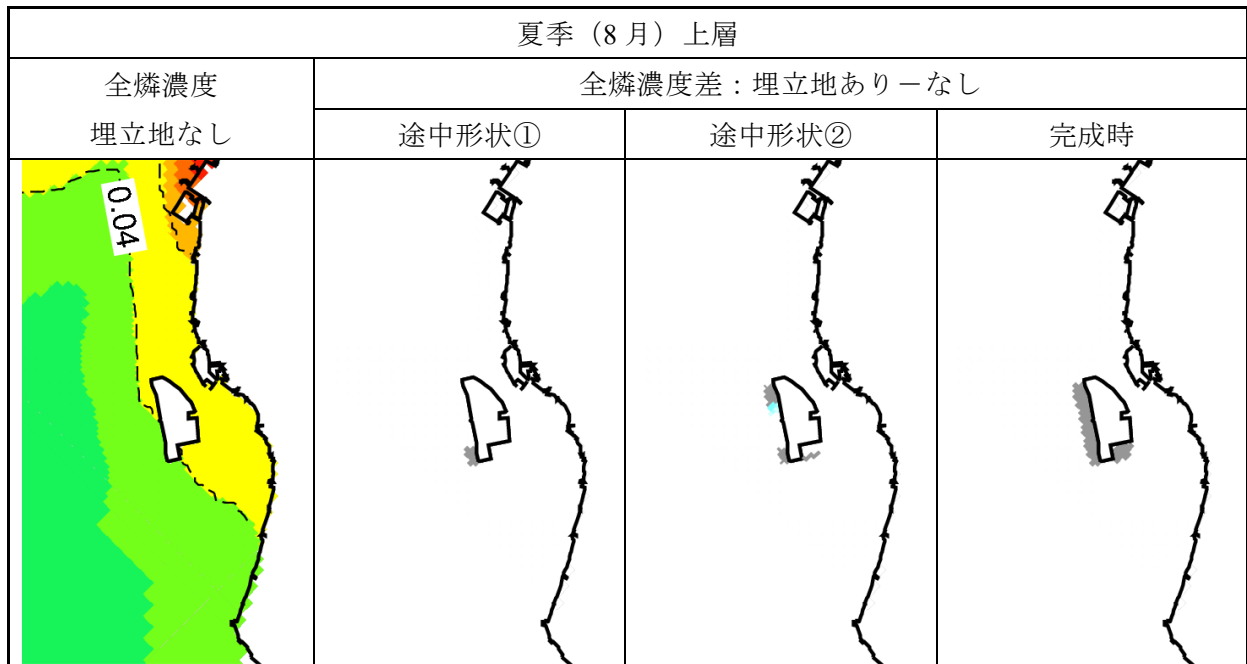 夏季（8月）上層
全燐濃度
埋立地なし
全燐濃度差：埋立地あり－なし
途中形状①
途中形状②
完成時
0.04